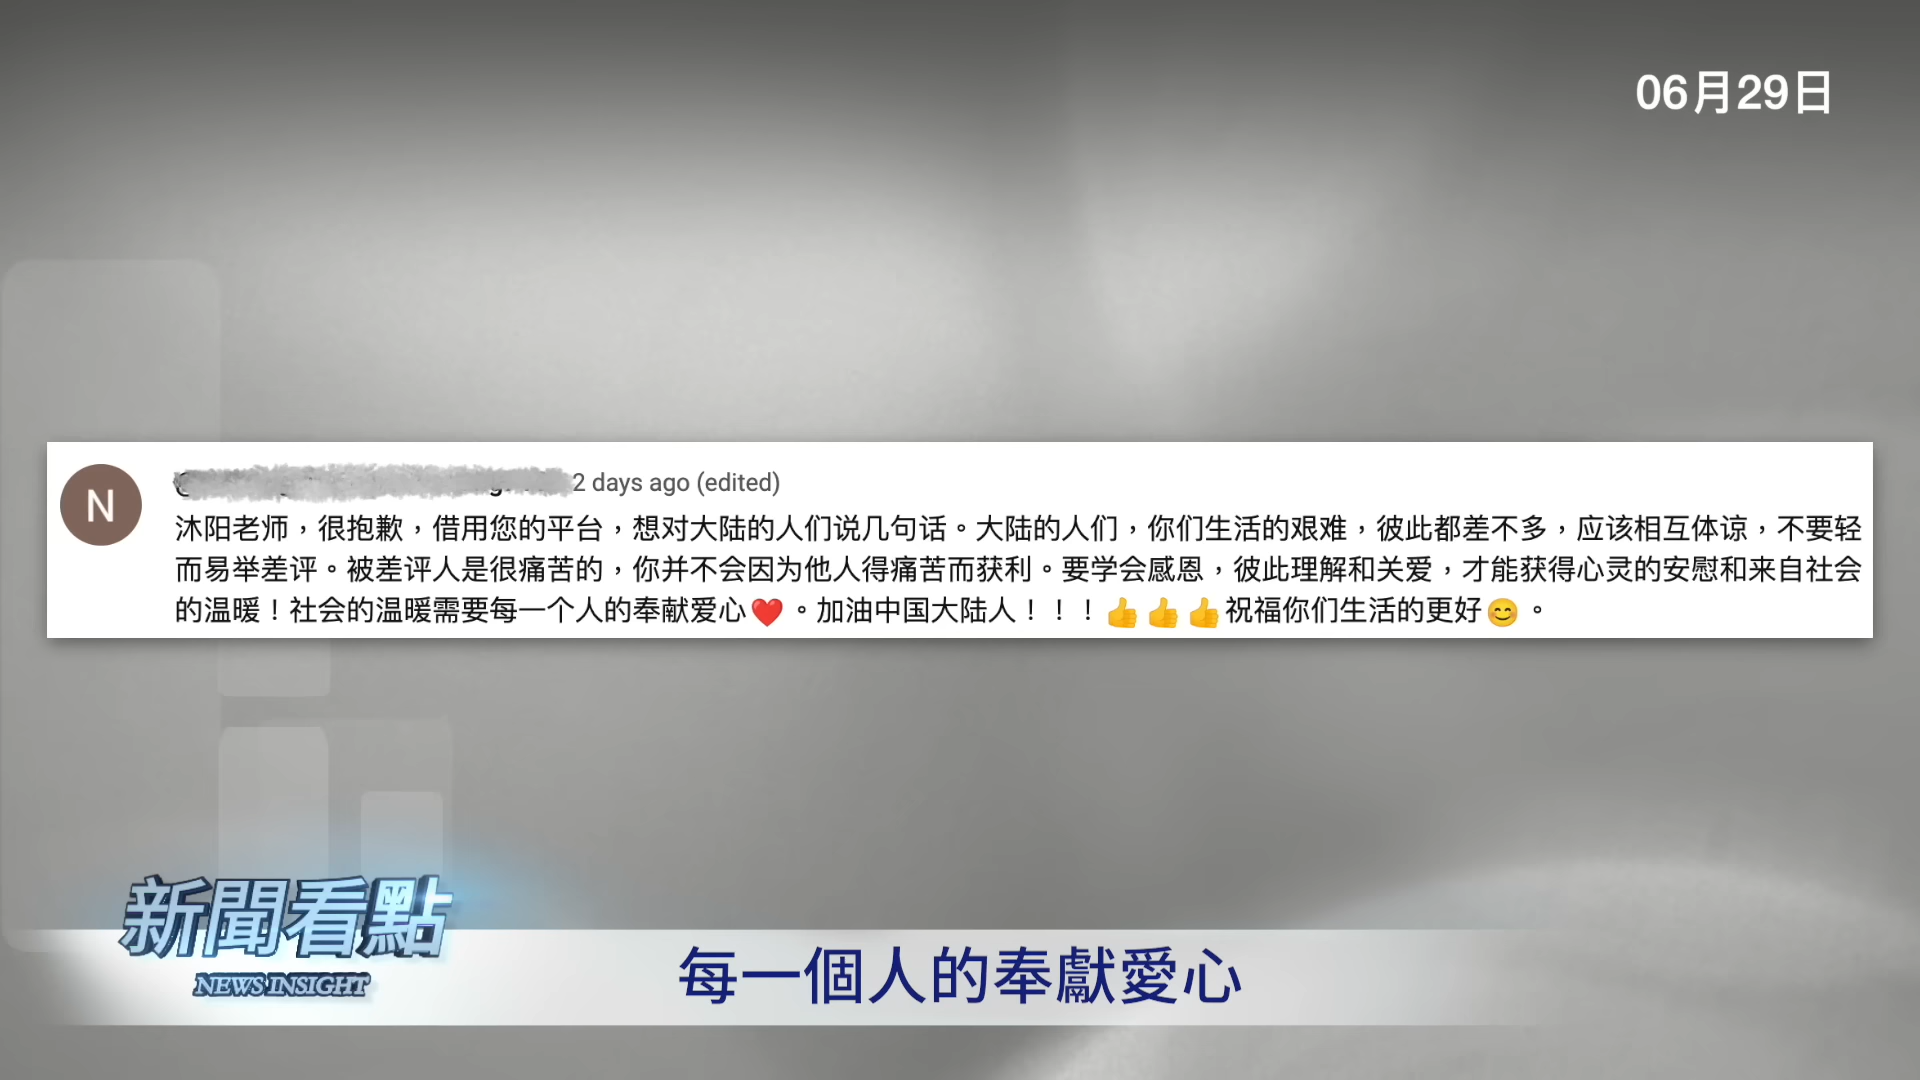 06月29日
N
2 days ago (edited)
沐阳老师，很抱歉，借用您的平台，想对大陆的人们说几句话。大陆的人们，你们生活的艰难，彼此都差不多，应该相互体谅，不要轻
而易举差评。被差评人是很痛苦的，你并不会因为他人得痛苦而获利。要学会感恩，彼此理解和关爱，才能获得心灵的安慰和来自社会
的温暖！社会的温暖需要每一个人的奉献爱心❤️。加油中国大陆人！！！👍👍👍祝福你们生活的更好😊。
新聞看點
NEWS INSIGHT
每一個人的奉獻愛心